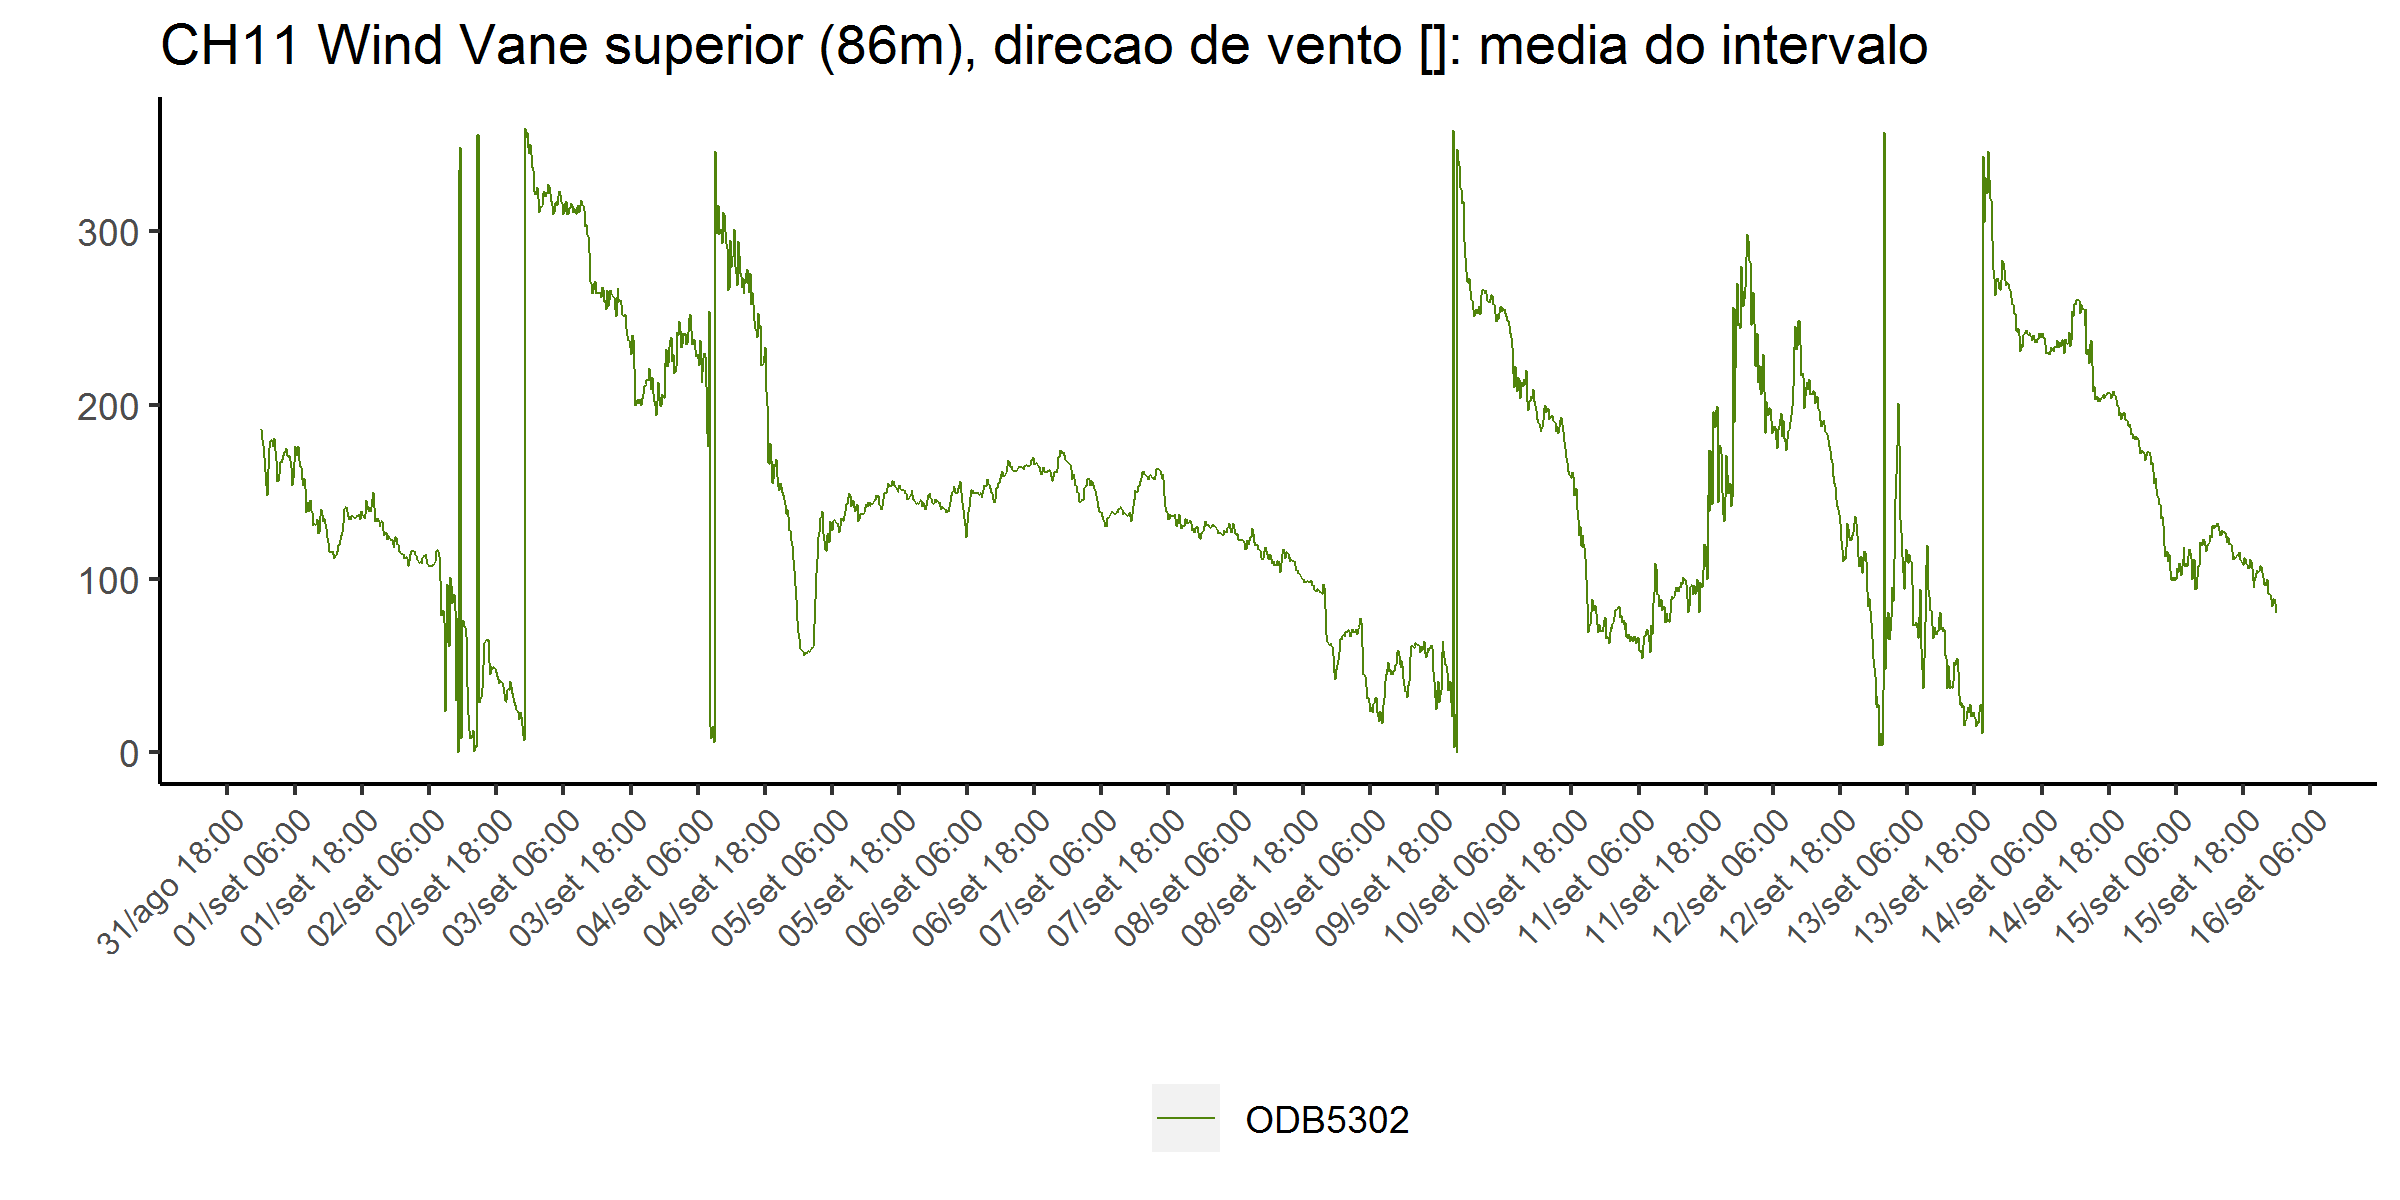 CH11 Wind Vane superior (86m), direcao de vento []: media do intervalo
300
200
100
0
31/ago 18:00
01/set 06:00
01/set 18:00
02/set 06:00
02/set 18:00
03/set 06:00
03/set 18:00
04/set 06:00
04/set 18:00
05/set 06:00
05/set 18:00
06/set 06:00
06/set 18:00
07/set 06:00
07/set 18:00
08/set 06:00
08/set 18:00
09/set 06:00
09/set 18:00
10/set 06:00
10/set 18:00
11/set 06:00
11/set 18:00
12/set 06:00
12/set 18:00
13/set 06:00
13/set 18:00
14/set 06:00
14/set 18:00
15/set 06:00
15/set 18:00
16/set 06:00
ODB5302